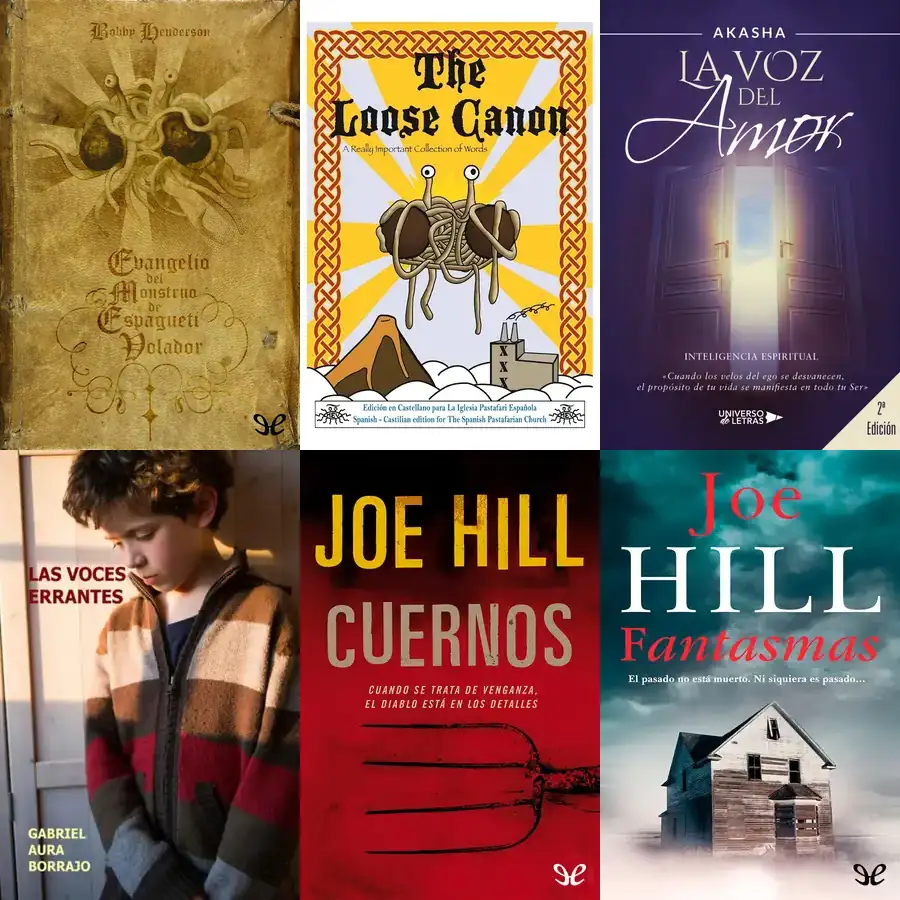 Bobby Henderson
Evangelio
del
Monstruo
de
Espagueti
Volador
The
Loose Canon
A Really Important Collection of Words
XXX
Edición en Castellano para La Iglesia Pastafari Española
Spanish - Castilian edition for The Spanish Pastafarian Church
AKASHA
LA VOZ
DEL
Amor
INTELIGENCIA ESPIRITUAL
«Cuando los velos del ego se desvanecen,
el propósito de tu vida se manifiesta en todo tu Ser»
UNIVERSO
de LETRAS
2ª
Edición
LAS VOCES
ERRANTES
GABRIEL
AURA
BORRAJO
JOE HILL
CUERNOS
CUANDO SE TRATA DE VENGANZA,
EL DIABLO ESTÁ EN LOS DETALLES
Joe
HILL
Fantasmas
El pasado no está muerto. Ni siquiera es pasado...